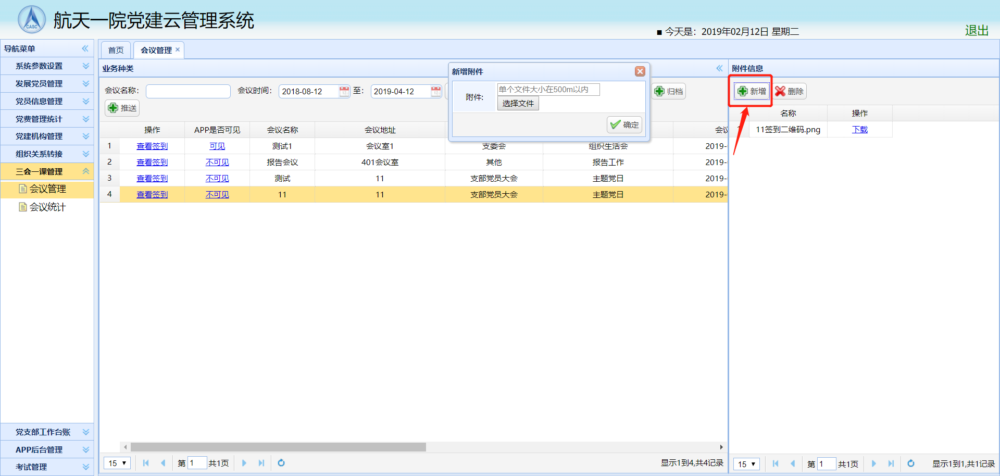 CASC
航天一院党建云管理系统
■ 今天是：2019年02月12日 星期二
退出
导航菜单
系统参数设置
发展党员管理
党员信息管理
党费管理统计
党建机构管理
组织关系转接
三会一课管理
会议管理
会议统计
党支部工作台账
APP后台管理
考试管理
首页
会议管理 ×
业务种类
会议名称：
会议时间： 2018-08-12 至： 2019-04-12
归档
推送
操作 APP是否可见 会议名称 会议地址 会议
1 查看签到 可见 测试1 会议室1 支委会 组织生活会 2019-
2 查看签到 不可见 报告会议 401会议室 其他 报告工作 2019-
3 查看签到 不可见 测试 11 支部党员大会 主题党日 2019-
4 查看签到 不可见 11 11 支部党员大会 主题党日 2019-
15 第 1 共1页 显示1到4,共4记录
新增附件
附件: 单个文件大小在500m以内
选择文件
确定
附件信息
新增 删除
名称 操作
1 11签到二维码.png 下载
15 第 1 共1页 显示1到1,共1记录